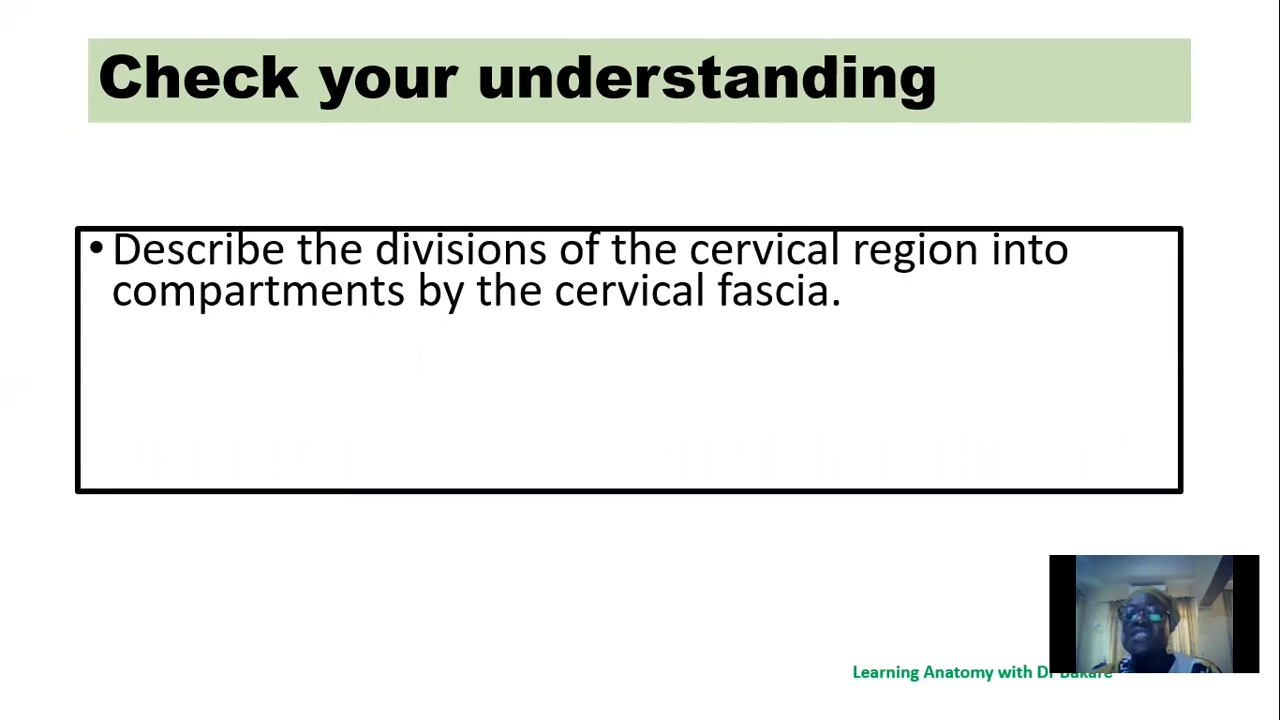 Check your understanding
• Describe the divisions of the cervical region into
compartments by the cervical fascia.
Learning Anatomy with Dr Bakare